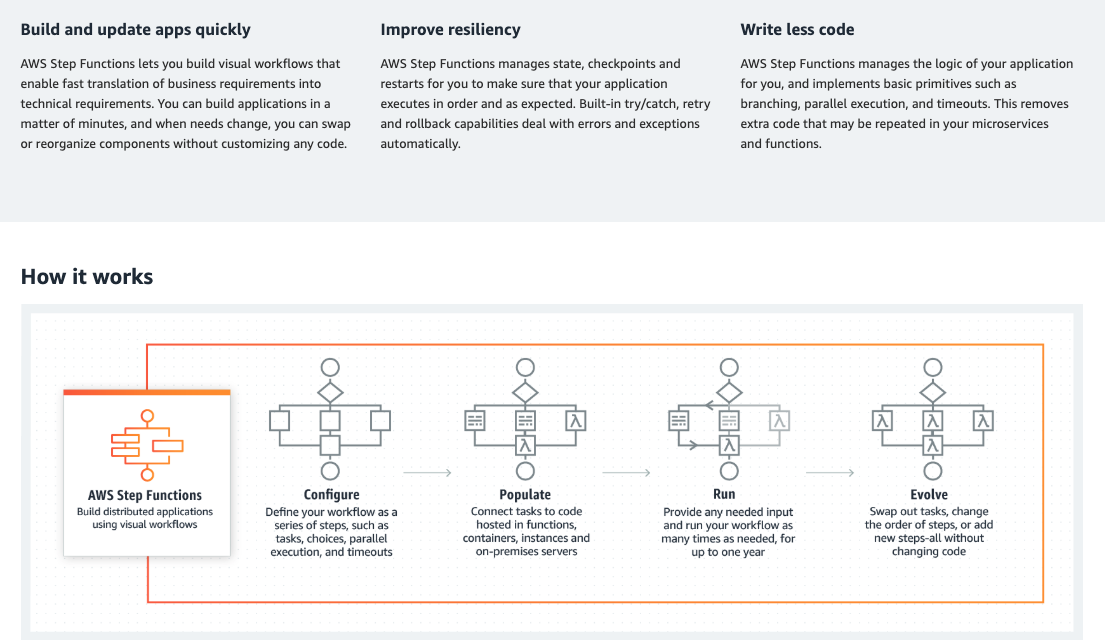 Build and update apps quickly
AWS Step Functions lets you build visual workflows that
enable fast translation of business requirements into
technical requirements. You can build applications in a
matter of minutes, and when needs change, you can swap
or reorganize components without customizing any code.
Improve resiliency
AWS Step Functions manages state, checkpoints and
restarts for you to make sure that your application
executes in order and as expected. Built-in try/catch, retry
and rollback capabilities deal with errors and exceptions
automatically.
Write less code
AWS Step Functions manages the logic of your application
for you, and implements basic primitives such as
branching, parallel execution, and timeouts. This removes
extra code that may be repeated in your microservices
and functions.
How it works
AWS Step Functions
Build distributed applications
using visual workflows
Configure
Define your workflow as a
series of steps, such as
tasks, choices, parallel
execution, and timeouts
λ
λ
Populate
Connect tasks to code
hosted in functions,
containers, instances and
on-premises servers
λ
λ
Run
Provide any needed input
and run your workflow as
many times as needed, for
up to one year
λ λ λ
λ
Evolve
Swap out tasks, change
the order of steps, or add
new steps-all without
changing code